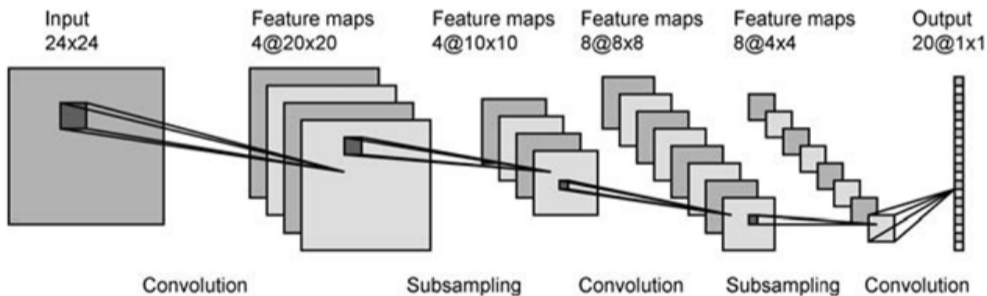 Input
24x24
Feature maps
4@20x20
Feature maps
4@10x10
Feature maps
8@8x8
Feature maps
8@4x4
Output
20@1x1
Convolution
Subsampling
Convolution
Subsampling
Convolution